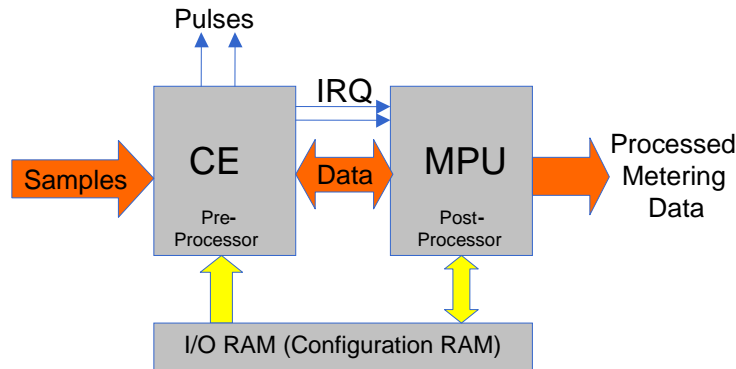 Pulses
IRQ
CE
MPU
Samples
Data
Processed
Metering
Data
Pre-
Processor
Post-
Processor
I/O RAM (Configuration RAM)